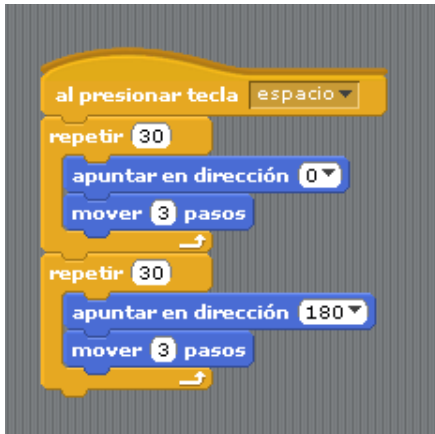 al presionar tecla espacio
repetir 30
apuntar en dirección 0
mover 3 pasos
repetir 30
apuntar en dirección 180
mover 3 pasos